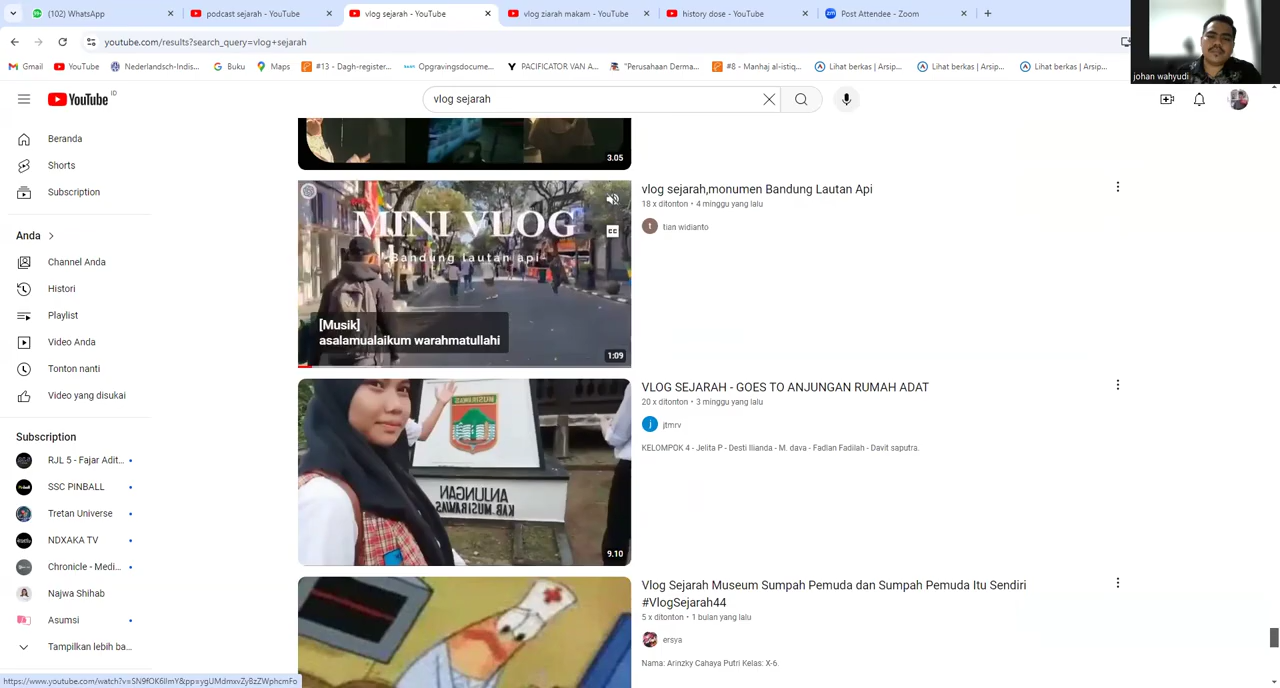 (102) WhatsApp
podcast sejarah - YouTube
vlog sejarah - YouTube
vlog ziarah makam - YouTube
history dose - YouTube
Post Attendee - Zoom
youtube.com/results?search_query=vlog+sejarah
Gmail
YouTube
Nederlandsch-Indis...
Buku
Maps
#13 – Dagh-register...
Opgravingsdocume...
PACIFICATOR VAN A...
"Perusahaan Derma...
#8 – Manhaj al-istiq...
Lihat berkas | Arsip...
Lihat berkas | Arsip...
Lihat berkas | Arsip...
johan wahyudi
YouTube ID
vlog sejarah
Beranda
Shorts
Subscription
Anda
Channel Anda
Histori
Playlist
Video Anda
Tonton nanti
Video yang disukai
Subscription
RJL 5 - Fajar Adit...
SSC PINBALL
Tretan Universe
NDXAKA TV
Chronicle - Medi...
Najwa Shihab
Asumsi
Tampilkan lebih ba...
3.05
MINI VLOG
-Bandung lautan api-
CC
[Musik]
asalamualaikum warahmatullahi
1:09
vlog sejarah,monumen Bandung Lautan Api
18 x ditonton • 4 minggu yang lalu
tian widianto
MUSIRAWAS
ANJUNGAN
KAB.MUSIRAWAS
9.10
VLOG SEJARAH - GOES TO ANJUNGAN RUMAH ADAT
20 x ditonton • 3 minggu yang lalu
jtmrv
KELOMPOK 4 - Jelita P - Desti Ilianda - M. dava - Fadlan Fadilah - Davit saputra.
Vlog Sejarah Museum Sumpah Pemuda dan Sumpah Pemuda Itu Sendiri
#VlogSejarah44
5 x ditonton • 1 bulan yang lalu
ersya
Nama: Arinzky Cahaya Putri Kelas: X-6.